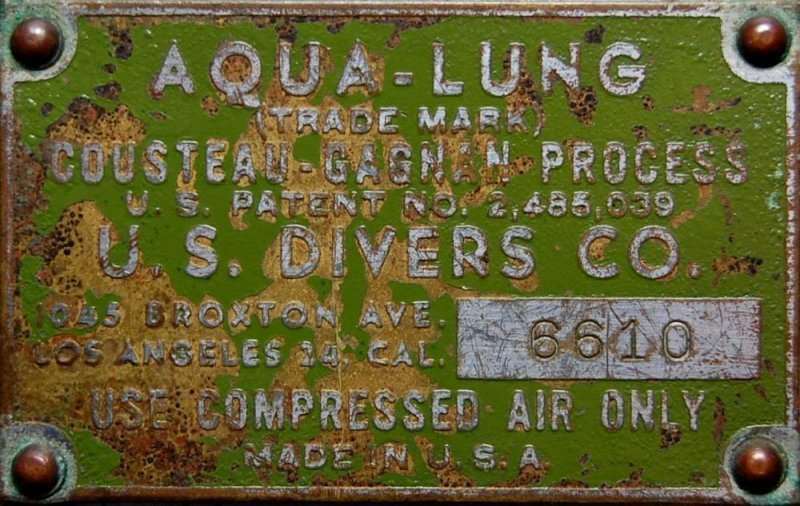 AQUA-LUNG
(TRADE MARK)
COUSTEAU-GAGNAN PROCESS
U.S. PATENT NO. 2,485,039
U.S. DIVERS CO.
1045 BROXTON AVE.
LOS ANGELES 24, CAL.
6610
USE COMPRESSED AIR ONLY
MADE IN U.S.A.